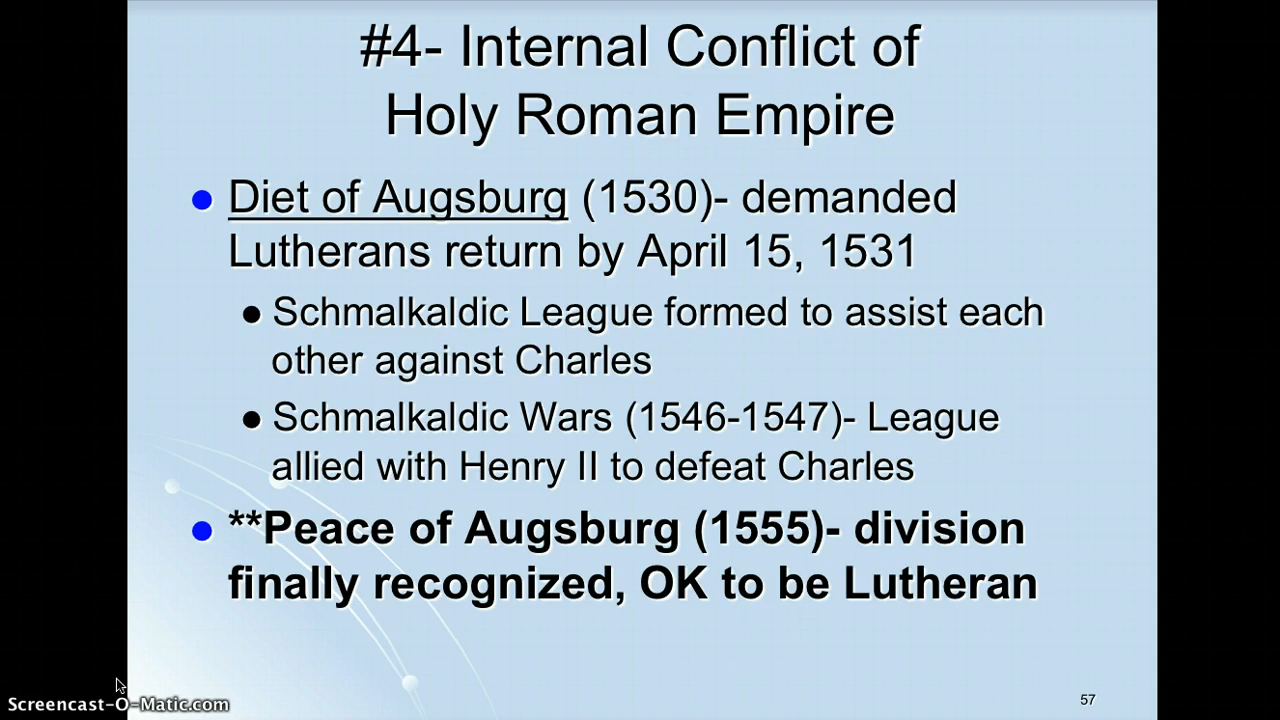 #4- Internal Conflict of
Holy Roman Empire
● Diet of Augsburg (1530)- demanded
Lutherans return by April 15, 1531
● Schmalkaldic League formed to assist each
other against Charles
● Schmalkaldic Wars (1546-1547)- League
allied with Henry II to defeat Charles
● **Peace of Augsburg (1555)- division
finally recognized, OK to be Lutheran
Screencast-O-Matic.com
57